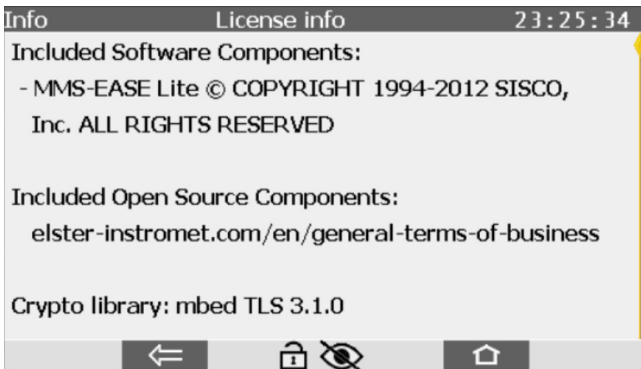 Info License info 23:25:34
Included Software Components:
- MMS-EASE Lite © COPYRIGHT 1994-2012 SISCO,
Inc. ALL RIGHTS RESERVED
Included Open Source Components:
elster-instromet.com/en/general-terms-of-business
Crypto library: mbed TLS 3.1.0